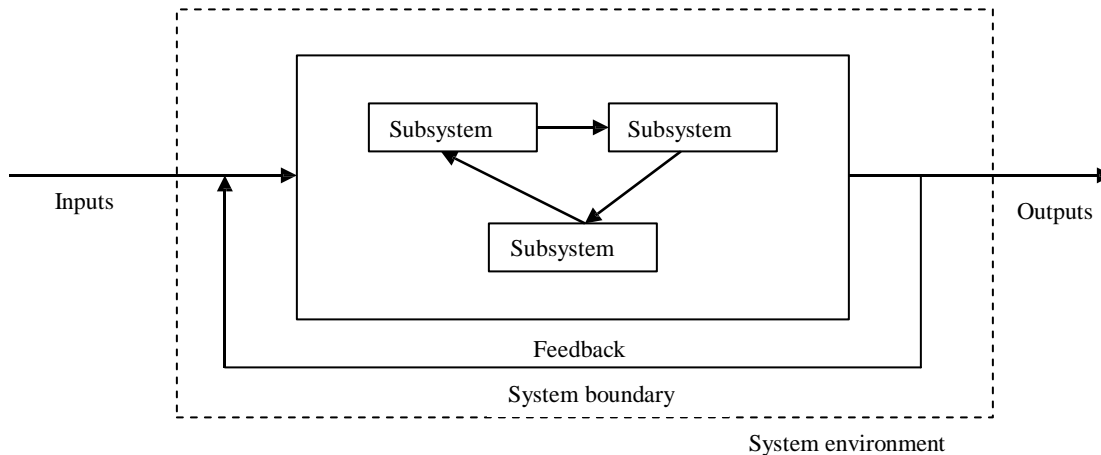 Subsystem
Subsystem
Inputs
Outputs
Subsystem
Feedback
System boundary
System environment